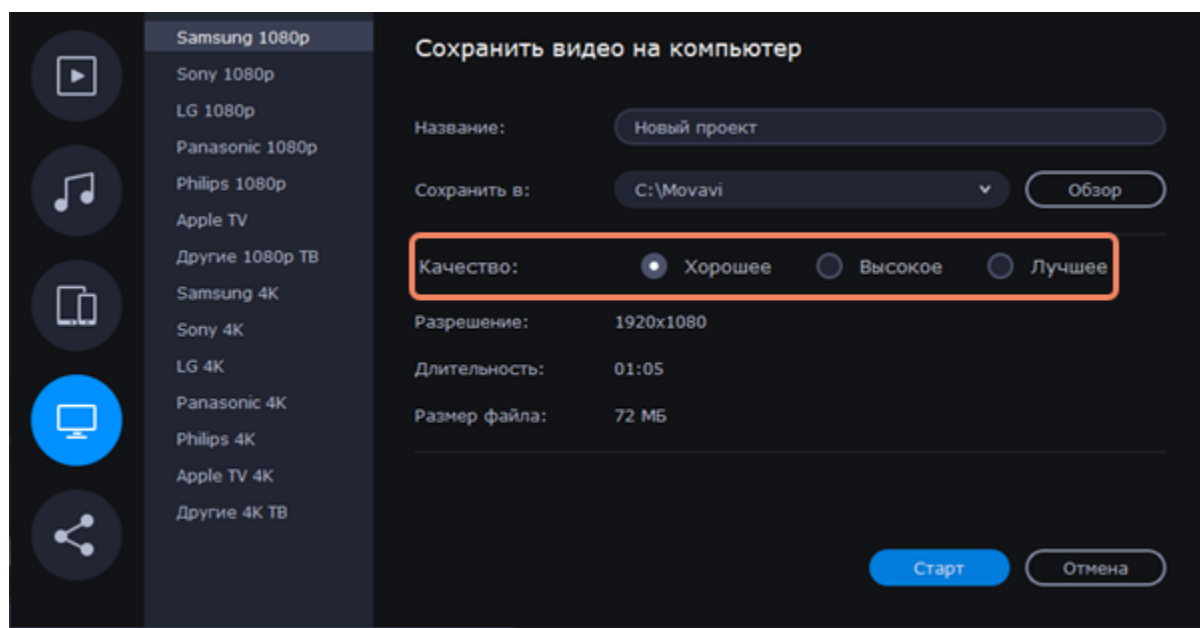 Samsung 1080p
Sony 1080p
LG 1080p
Panasonic 1080p
Philips 1080p
Apple TV
Другие 1080p ТВ
Samsung 4K
Sony 4K
LG 4K
Panasonic 4K
Philips 4K
Apple TV 4K
Другие 4K ТВ
Сохранить видео на компьютер
Название: Новый проект
Сохранить в: C:\Movavi Обзор
Качество: Хорошее Высокое Лучшее
Разрешение: 1920x1080
Длительность: 01:05
Размер файла: 72 МБ
Старт Отмена